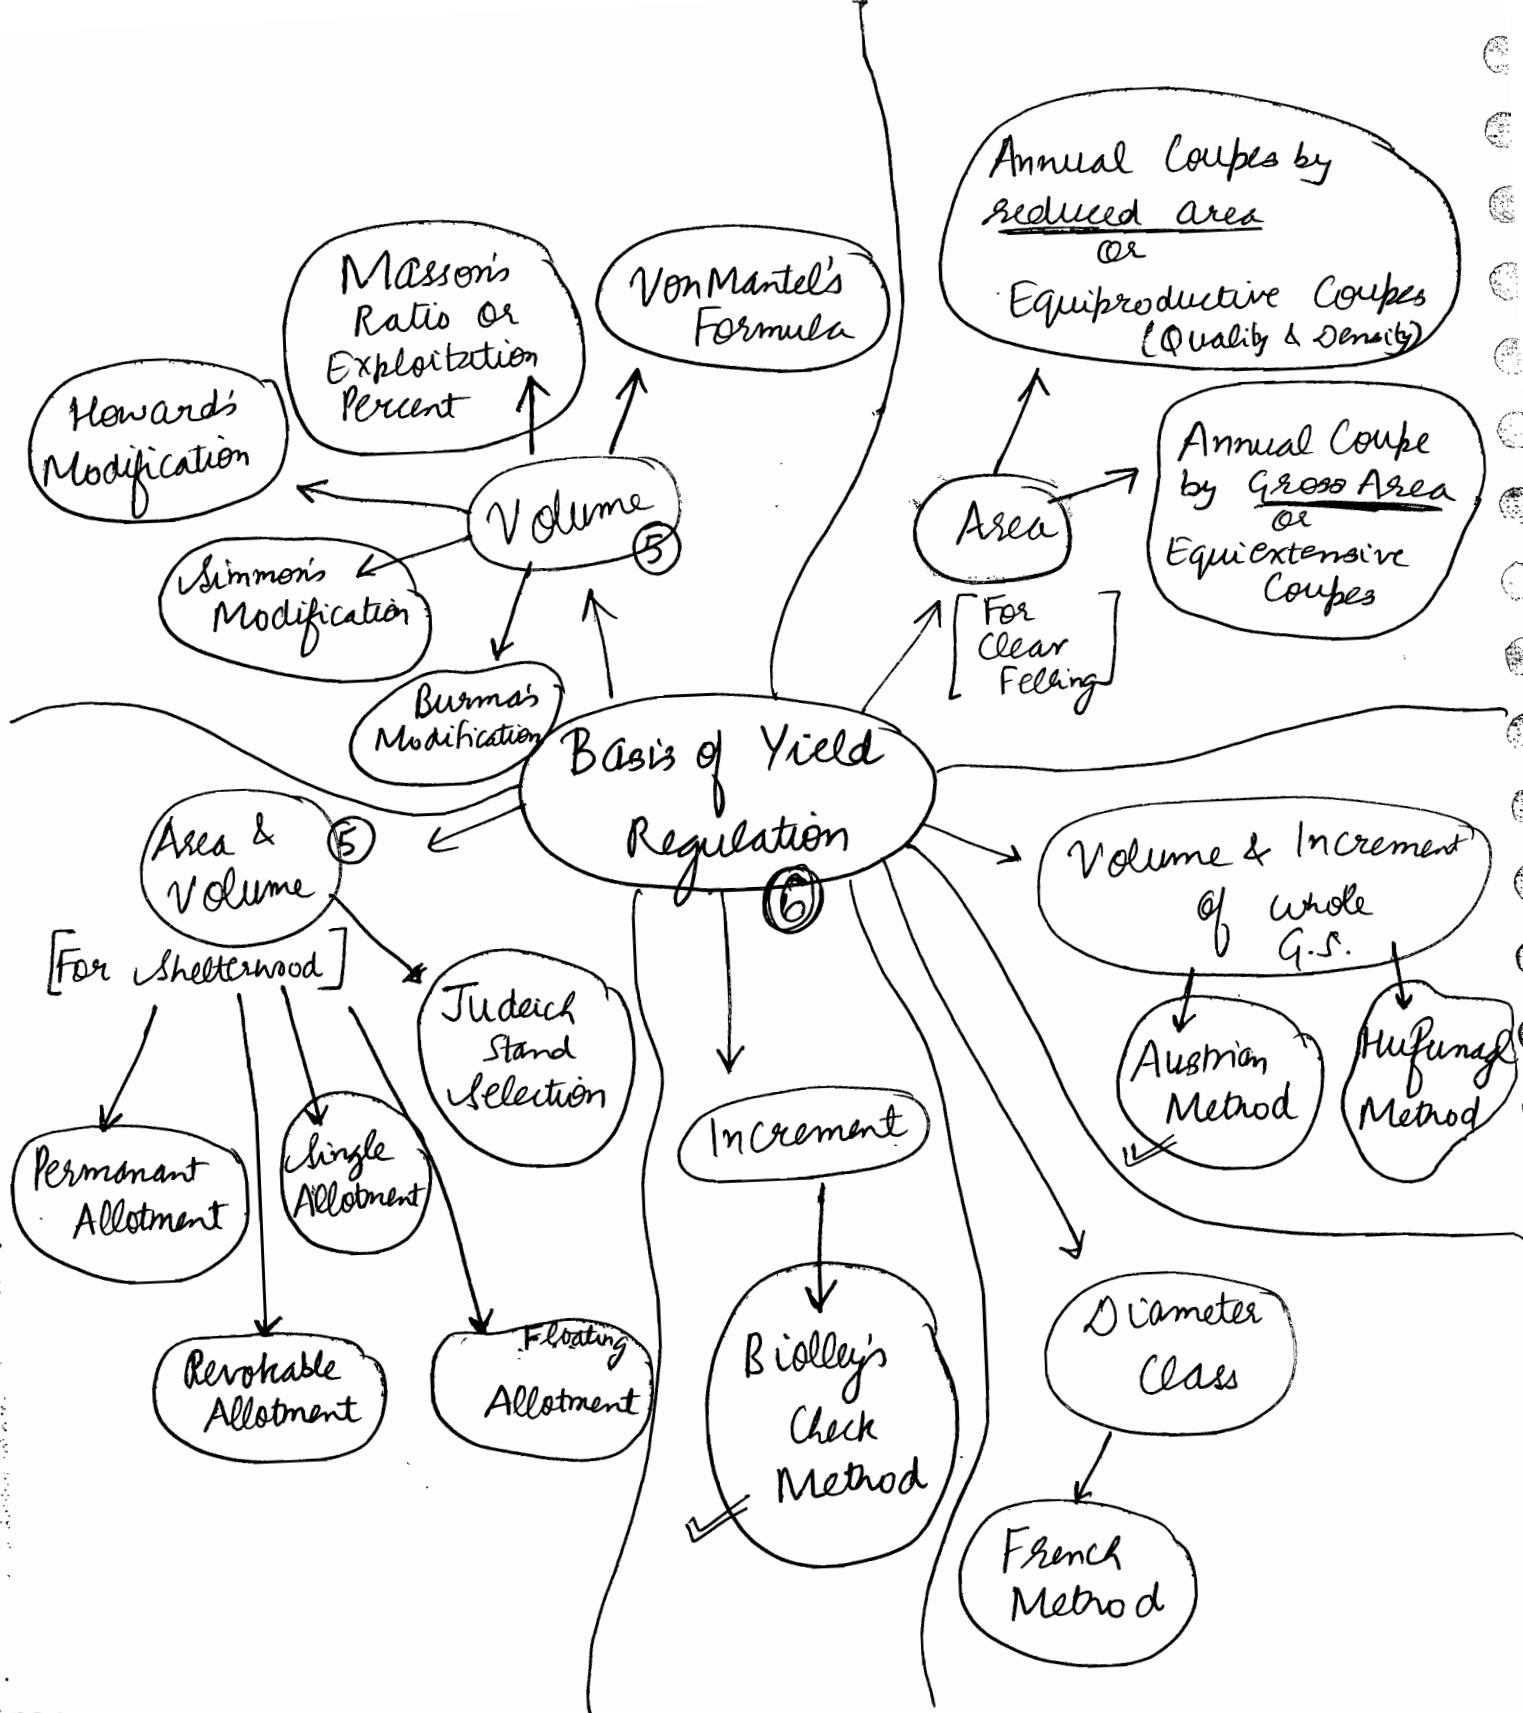 Annual Coupes by
reduced area
or
Equiproductive Coupes
(Quality & Density)
Masson's
Ratio or
Exploitation
Percent
Von Mantel's
Formula
Howard's
Modification
Annual Coupe
by Gross Area
or
Equiextensive
Coupes
Volume
5
Area
[For
Clear
Felling]
Simmon's
Modification
Burma's
Modification
Basis of Yield
Regulation
6
Area &
Volume
5
[For Shelterwood]
Volume & Increment
of whole
G.S.
Judeich
Stand
Selection
Austrian
Method
Hufunagl
Method
Permanant
Allotment
Single
Allotment
Increment
Revokable
Allotment
Floating
Allotment
Biolley's
Check
Method
Diameter
Class
French
Method